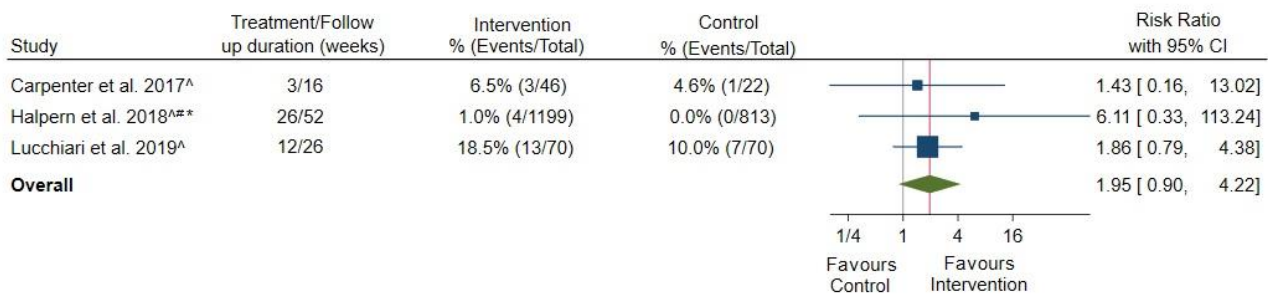 Study Treatment/Follow up duration (weeks) Intervention % (Events/Total) Control % (Events/Total) Risk Ratio with 95% CI
Carpenter et al. 2017^ 3/16 6.5% (3/46) 4.6% (1/22) 1.43 [ 0.16, 13.02]
Halpern et al. 2018^#* 26/52 1.0% (4/1199) 0.0% (0/813) 6.11 [ 0.33, 113.24]
Lucchiari et al. 2019^ 12/26 18.5% (13/70) 10.0% (7/70) 1.86 [ 0.79, 4.38]
Overall 1.95 [ 0.90, 4.22]
1/4 1 4 16
Favours Control Favours Intervention